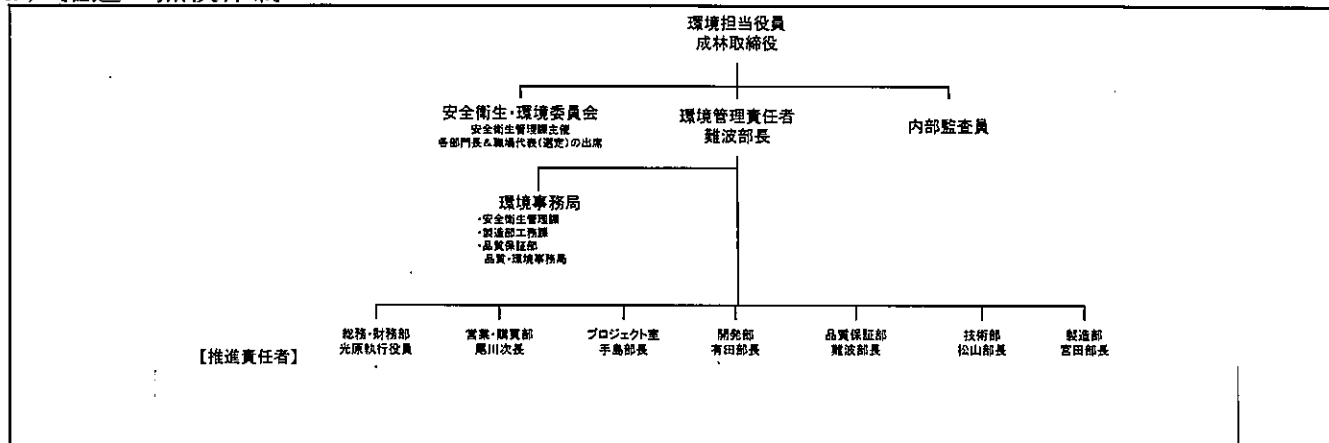 環境担当役員
成林取締役
安全衛生・環境委員会
安全衛生管理課主催
各部門長&職場代表(選定)の出席
環境管理責任者
難波部長
内部監査員
環境事務局
・安全衛生管理課
・製造部工務課
・品質保証部
品質・環境事務局
【推進責任者】
総務・財務部
光原執行役員
営業・購買部
尾川次長
プロジェクト室
手島部長
開発部
有田部長
品質保証部
難波部長
技術部
松山部長
製造部
宮田部長